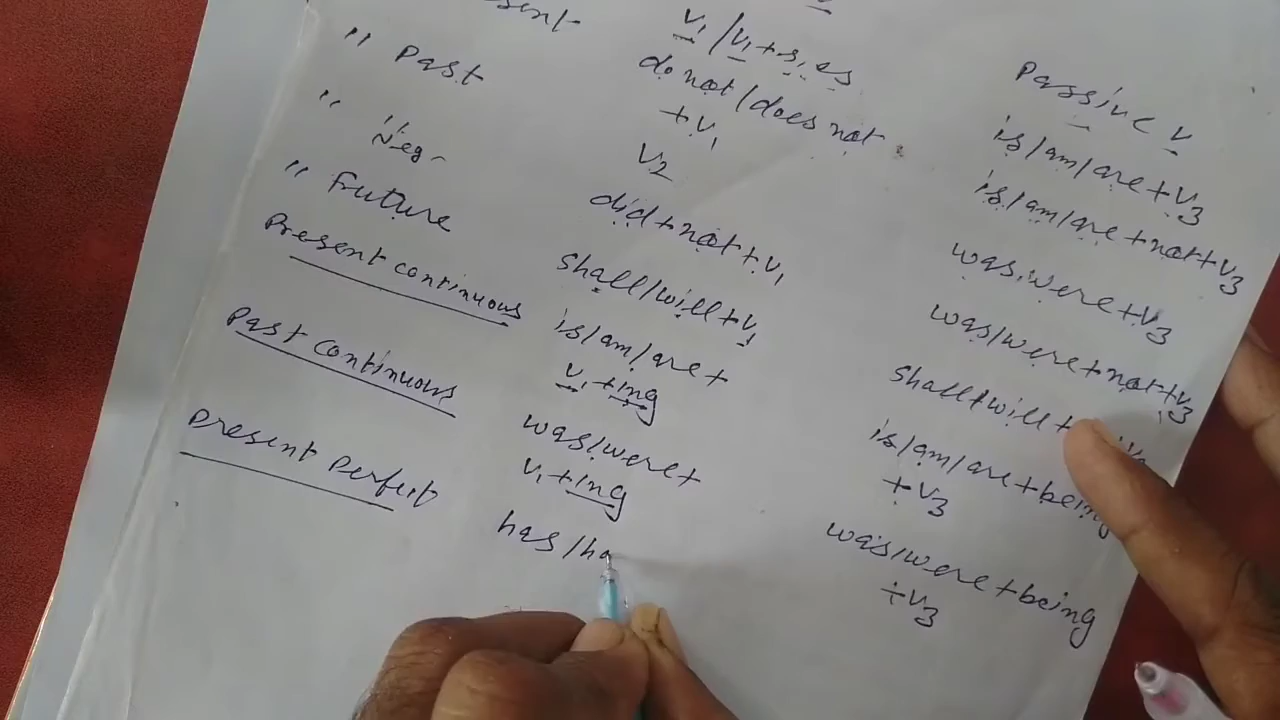 V
V₁/V₁+s, es
Passive V
" Past
do not/does not
+V₁
is/am/are+V₃
"
Neg-
V₂
is/am/are+not+V₃
" Future
did+not+V₁
was, were+V₃
Present continuous
shall/will+V₁
was/were+not+V₃
is/am/are+
V₁+ing
shall+will+
Past continuous
was/were+
V₁+ing
is/am/are+being
+V₃
Present Perfect
has/ha
was/were+being
+V₃